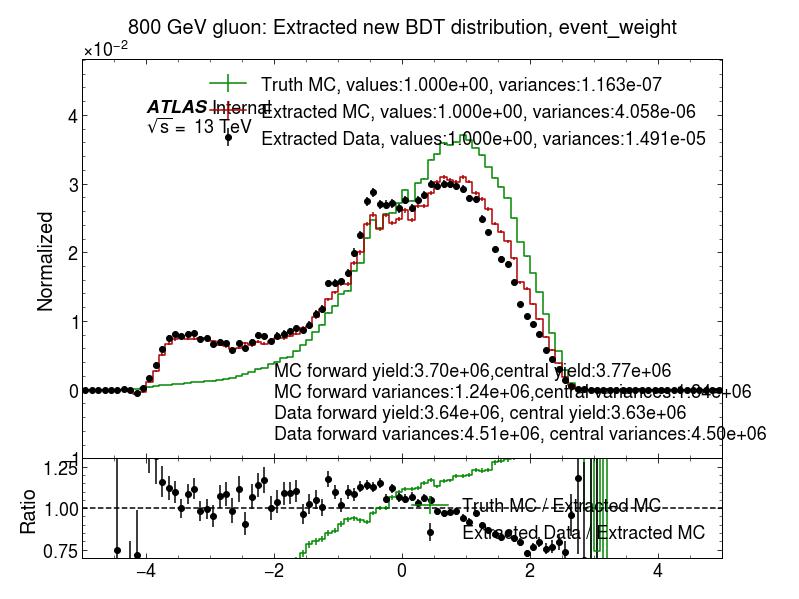 800 GeV gluon: Extracted new BDT distribution, event_weight
×10⁻²
Truth MC, values:1.000e+00, variances:1.163e-07
ATLAS Internal
Extracted MC, values:1.000e+00, variances:4.058e-06
√s = 13 TeV
Extracted Data, values:1.000e+00, variances:1.491e-05
4
3
2
1
0
Normalized
MC forward yield:3.70e+06,central yield:3.77e+06
MC forward variances:1.24e+06,central variances:1.34e+06
Data forward yield:3.64e+06, central yield:3.63e+06
Data forward variances:4.51e+06, central variances:4.50e+06
1
1.25
1.00
0.75
Ratio
Truth MC / Extracted MC
Extracted Data / Extracted MC
−4 −2 0 2 4